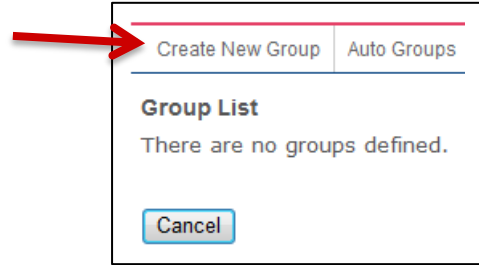 Create New Group Auto Groups
Group List
There are no groups defined.
Cancel